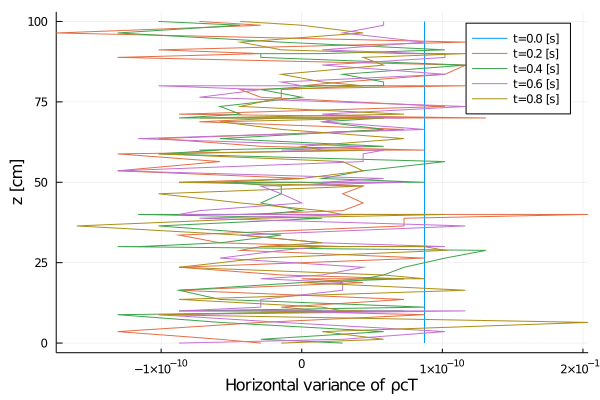 100
75
50
25
0
z [cm]
t=0.0 [s]
t=0.2 [s]
t=0.4 [s]
t=0.6 [s]
t=0.8 [s]
−1×10⁻¹⁰ 0 1×10⁻¹⁰ 2×10⁻¹⁰
Horizontal variance of ρcT